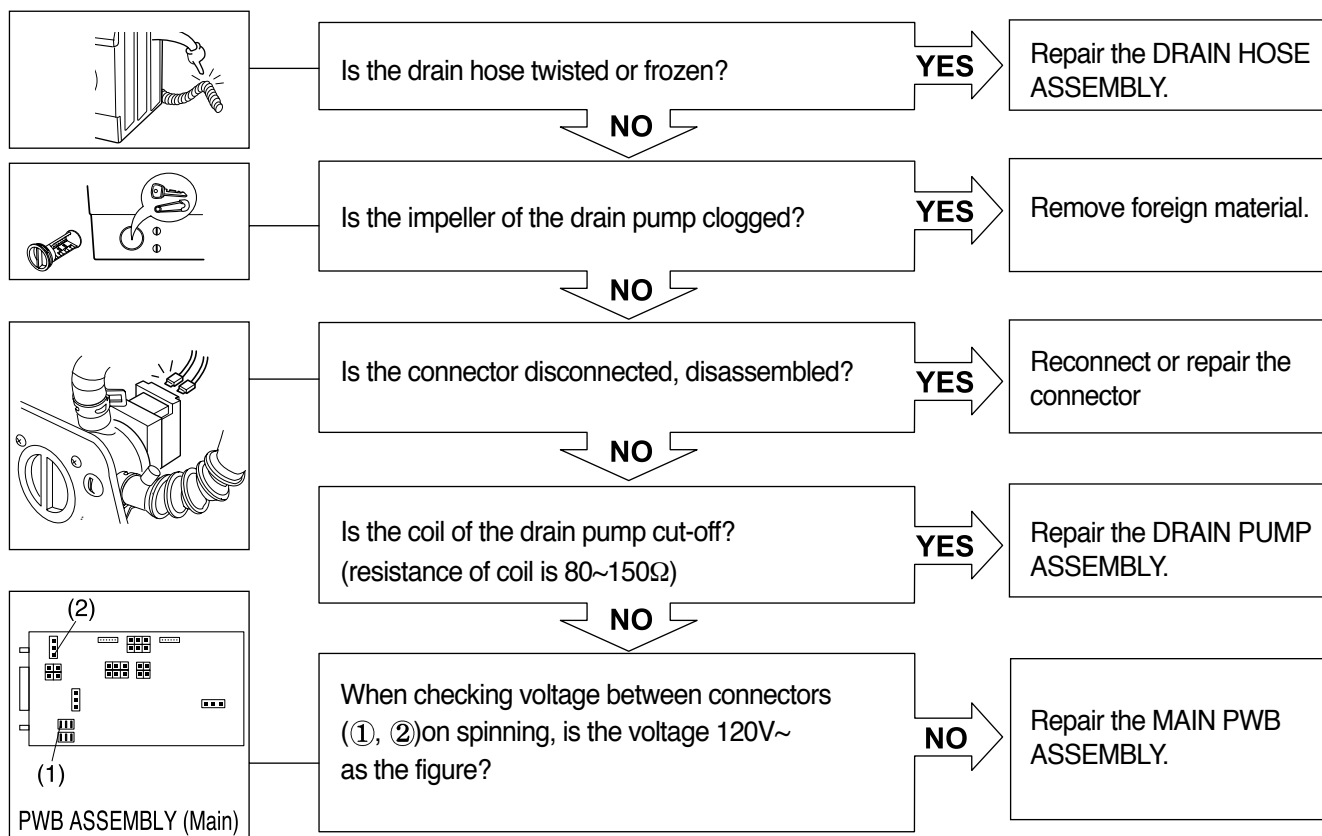 Is the drain hose twisted or frozen?
YES
Repair the DRAIN HOSE
ASSEMBLY.
NO
Is the impeller of the drain pump clogged?
YES
Remove foreign material.
NO
Is the connector disconnected, disassembled?
YES
Reconnect or repair the
connector
NO
Is the coil of the drain pump cut-off?
(resistance of coil is 80~150Ω)
YES
Repair the DRAIN PUMP
ASSEMBLY.
NO
(2)
(1)
PWB ASSEMBLY (Main)
When checking voltage between connectors
(①, ②)on spinning, is the voltage 120V~
as the figure?
NO
Repair the MAIN PWB
ASSEMBLY.